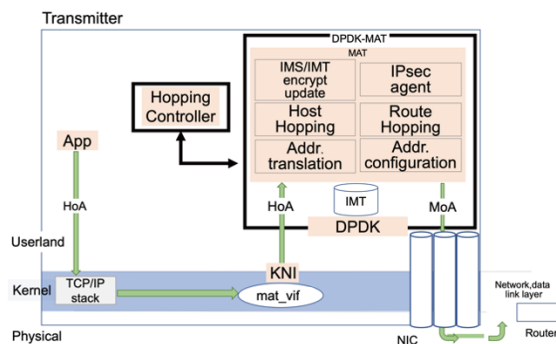 Transmitter
DPDK-MAT
MAT
IMS/IMT
encrypt
update
IPsec
agent
Hopping
Controller
Host
Hopping
Route
Hopping
App
Addr.
translation
Addr.
configuration
HoA
HoA
IMT
MoA
DPDK
Userland
KNI
Kernel
TCP/IP
stack
mat_vif
Network,data
link layer
Physical
NIC
Router